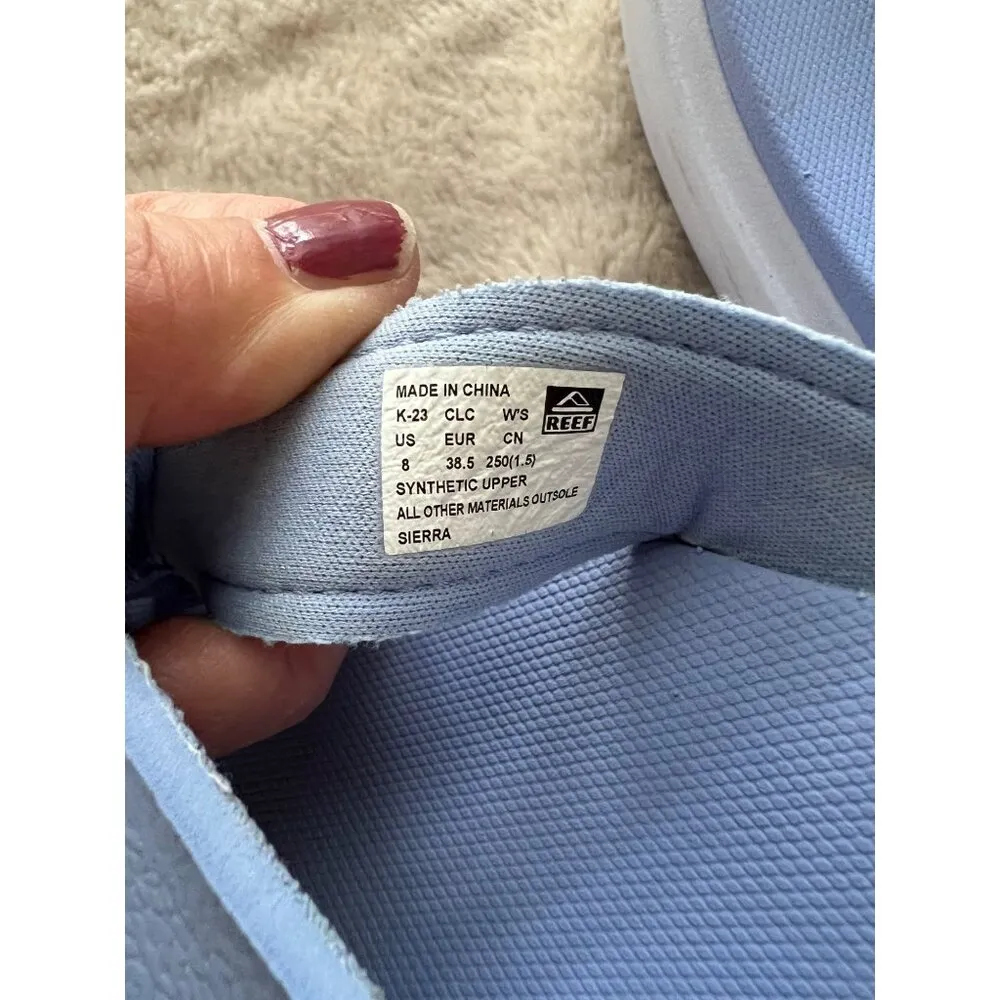 MADE IN CHINA
K-23 CLC W'S
REEF
US EUR CN
8 38.5 250(1.5)
SYNTHETIC UPPER
ALL OTHER MATERIALS OUTSOLE
SIERRA